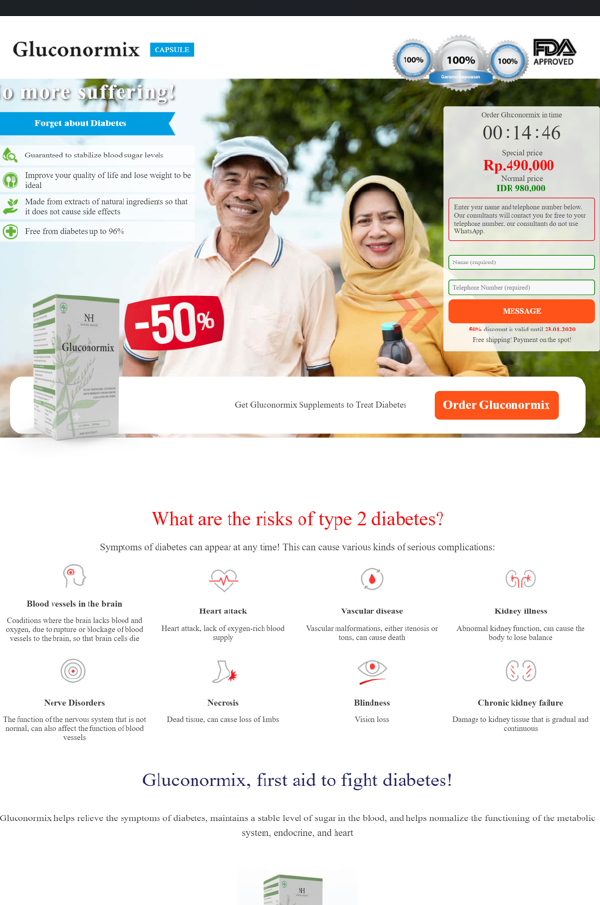 Gluconormix CAPSULE
100% 100% 100%
FDA
APPROVED
o more suffering!
Forget about Diabetes
Guaranteed to stabilize blood sugar levels
Improve your quality of life and lose weight to be
ideal
Made from extracts of natural ingredients so that
it does not cause side effects
Free from diabetes up to 96%
Order Gluconormix in time
00:14:46
Special price
Rp.490,000
Normal price
IDR 980,000
Enter your name and telephone number below.
Our consultants will contact you for free to your
telephone number, our consultants do not use
WhatsApp.
Name (required)
Telephone Number (required)
MESSAGE
50% discount is valid until 23.01.2020
Free shipping! Payment on the spot!
NH
Gluconormix
-50%
Get Gluconormix Supplements to Treat Diabetes
Order Gluconormix
What are the risks of type 2 diabetes?
Symptoms of diabetes can appear at any time! This can cause various kinds of serious complications:
Blood vessels in the brain
Conditions where the brain lacks blood and
oxygen, due to rupture or blockage of blood
vessels to the brain, so that brain cells die
Heart attack
Heart attack, lack of oxygen-rich blood
supply
Vascular disease
Vascular malformations, either stenosis or
tons, can cause death
Kidney illness
Abnormal kidney function, can cause the
body to lose balance
Nerve Disorders
The function of the nervous system that is not
normal, can also affect the function of blood
vessels
Necrosis
Dead tissue, can cause loss of limbs
Blindness
Vision loss
Chronic kidney failure
Damage to kidney tissue that is gradual and
continuous
Gluconormix, first aid to fight diabetes!
Gluconormix helps relieve the symptoms of diabetes, maintains a stable level of sugar in the blood, and helps normalize the functioning of the metabolic
system, endocrine, and heart
NH